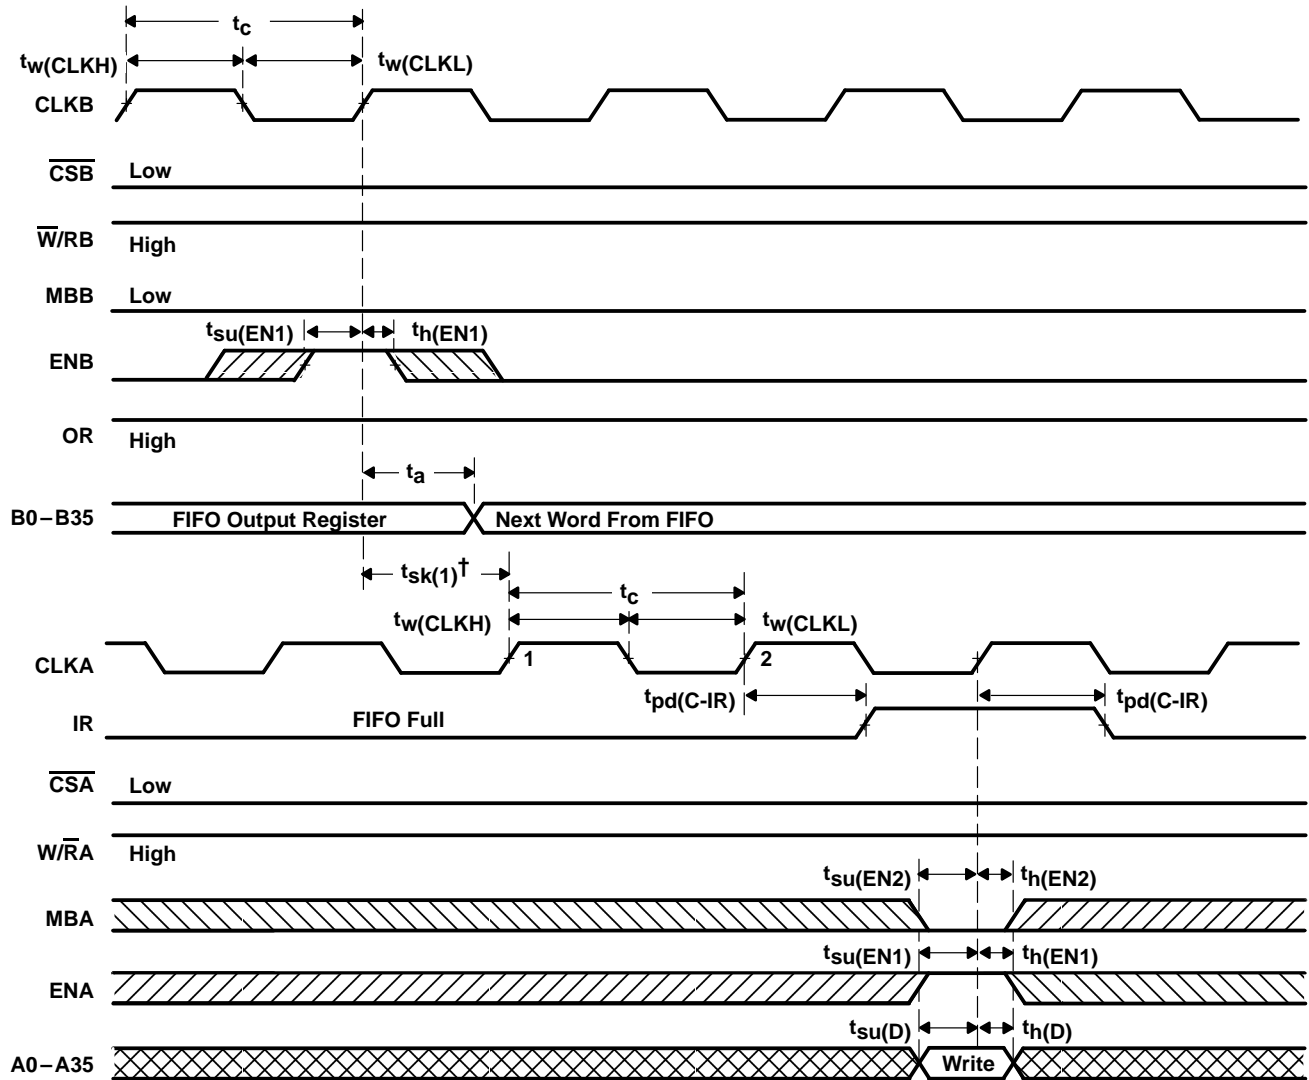 tc
tw(CLKH)
tw(CLKL)
CLKB
CSB
Low
W/RB
High
MBB
Low
tsu(EN1)
th(EN1)
ENB
OR
High
ta
B0–B35
FIFO Output Register
Next Word From FIFO
tsk(1)†
tc
tw(CLKH)
tw(CLKL)
CLKA
1
2
tpd(C-IR)
tpd(C-IR)
IR
FIFO Full
CSA
Low
W/RA
High
tsu(EN2)
th(EN2)
MBA
tsu(EN1)
th(EN1)
ENA
tsu(D)
th(D)
A0–A35
Write